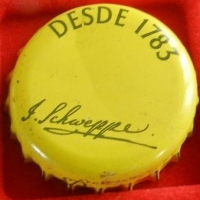 DESDE 1783
J. Schweppe.